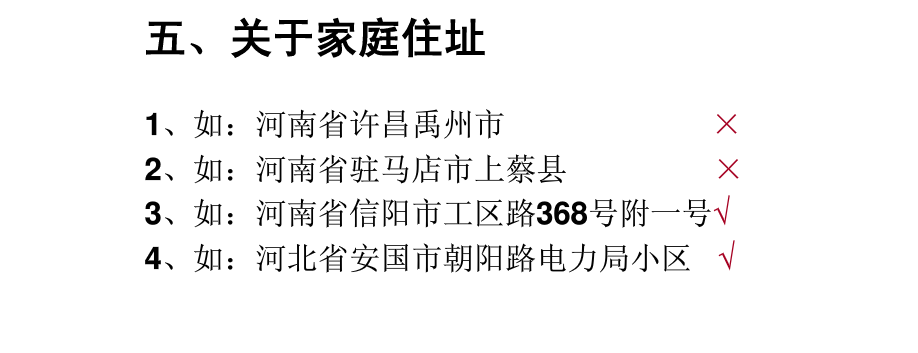 五、关于家庭住址
1、如：河南省许昌禹州市 ×
2、如：河南省驻马店市上蔡县 ×
3、如：河南省信阳市工区路368号附一号√
4、如：河北省安国市朝阳路电力局小区 √